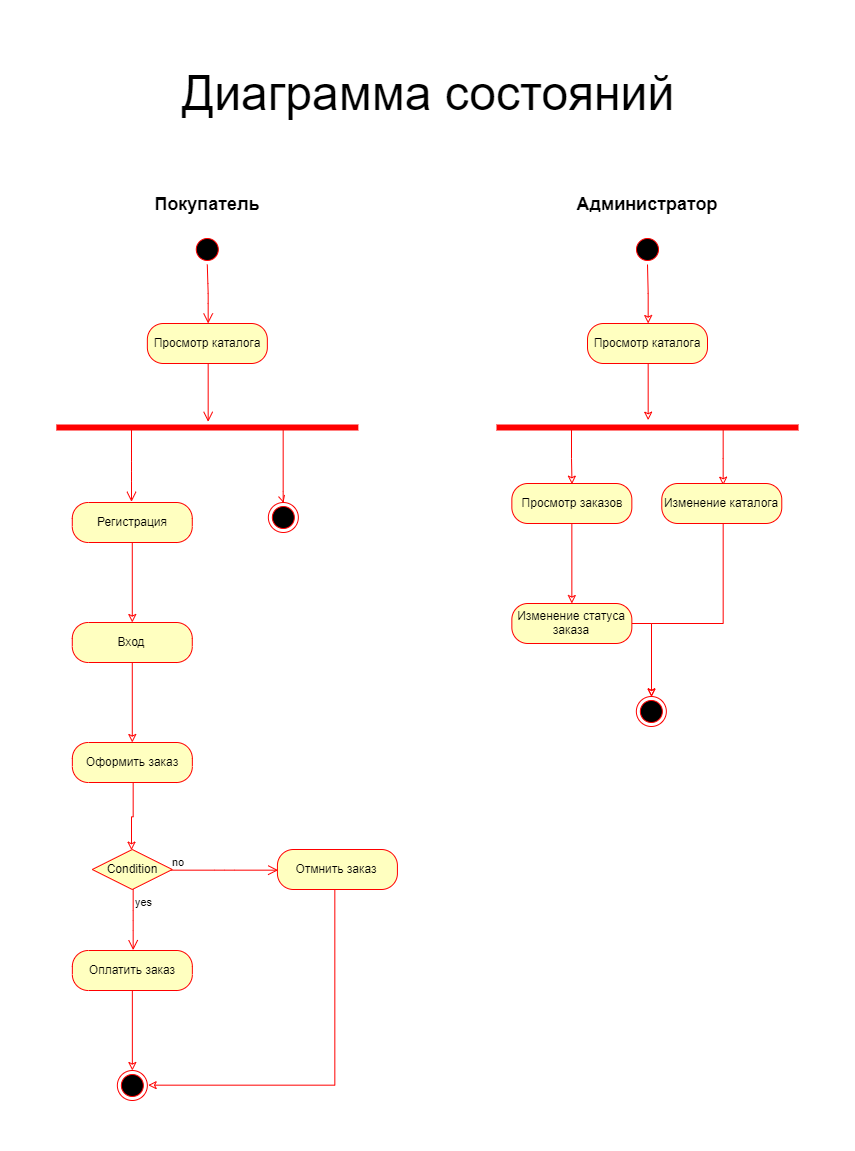 Диаграмма состояний
Покупатель
Администратор
Просмотр каталога
Просмотр каталога
Регистрация
Просмотр заказов
Изменение каталога
Изменение статуса
заказа
Вход
Оформить заказ
Condition
no
Отмнить заказ
yes
Оплатить заказ